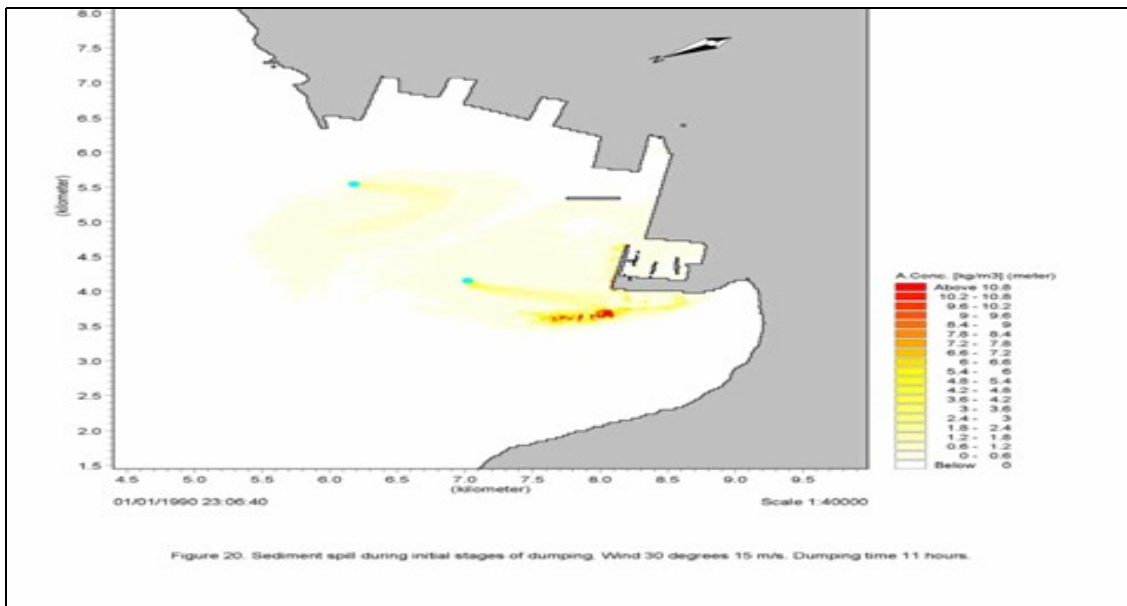 8.0
7.5
7.0
6.5
6.0
5.5
5.0
4.5
4.0
3.5
3.0
2.5
2.0
1.5
(kilometer)
4.5 5.0 5.5 6.0 6.5 7.0 7.5 8.0 8.5 9.0 9.5
(kilometer)
01/01/1990 23:06:40 Scale 1:40000
A.Conc. [kg/m3] (meter)
Above 10.8
10.2 - 10.8
9.6 - 10.2
9 - 9.6
8.4 - 9
7.8 - 8.4
7.2 - 7.8
6.6 - 7.2
6 - 6.6
5.4 - 6
4.8 - 5.4
4.2 - 4.8
3.6 - 4.2
3 - 3.6
2.4 - 3
1.8 - 2.4
1.2 - 1.8
0.6 - 1.2
0 - 0.6
Below 0
Figure 20. Sediment spill during initial stages of dumping. Wind 30 degrees 15 m/s. Dumping time 11 hours.